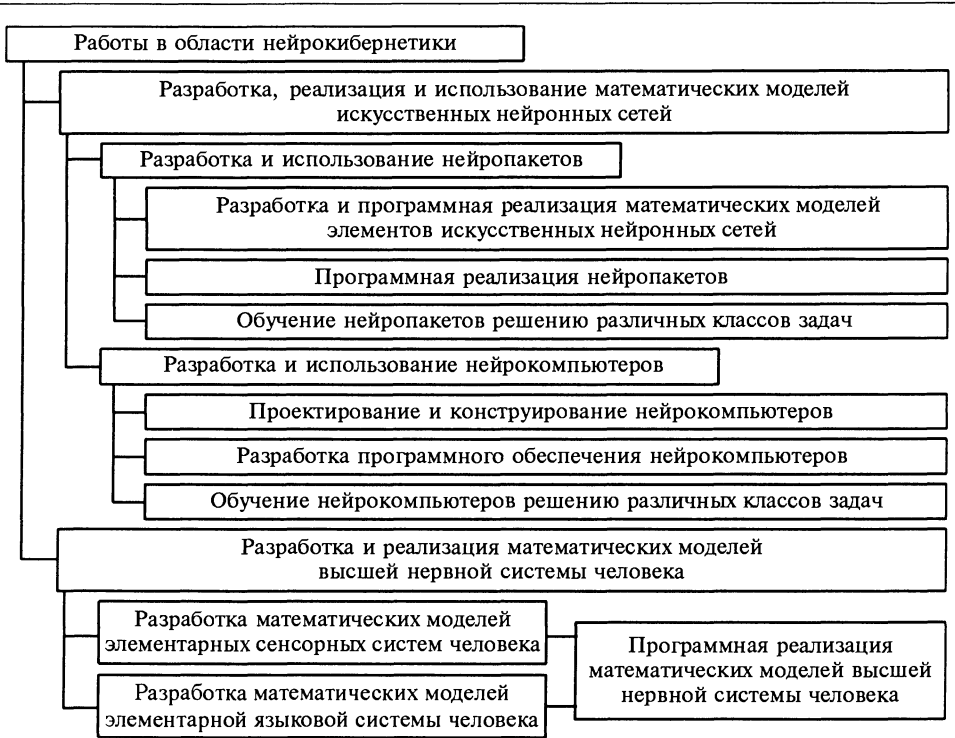 Работы в области нейрокибернетики
Разработка, реализация и использование математических моделей
искусственных нейронных сетей
Разработка и использование нейропакетов
Разработка и программная реализация математических моделей
элементов искусственных нейронных сетей
Программная реализация нейропакетов
Обучение нейропакетов решению различных классов задач
Разработка и использование нейрокомпьютеров
Проектирование и конструирование нейрокомпьютеров
Разработка программного обеспечения нейрокомпьютеров
Обучение нейрокомпьютеров решению различных классов задач
Разработка и реализация математических моделей
высшей нервной системы человека
Разработка математических моделей
элементарных сенсорных систем человека
Разработка математических моделей
элементарной языковой системы человека
Программная реализация
математических моделей высшей
нервной системы человека